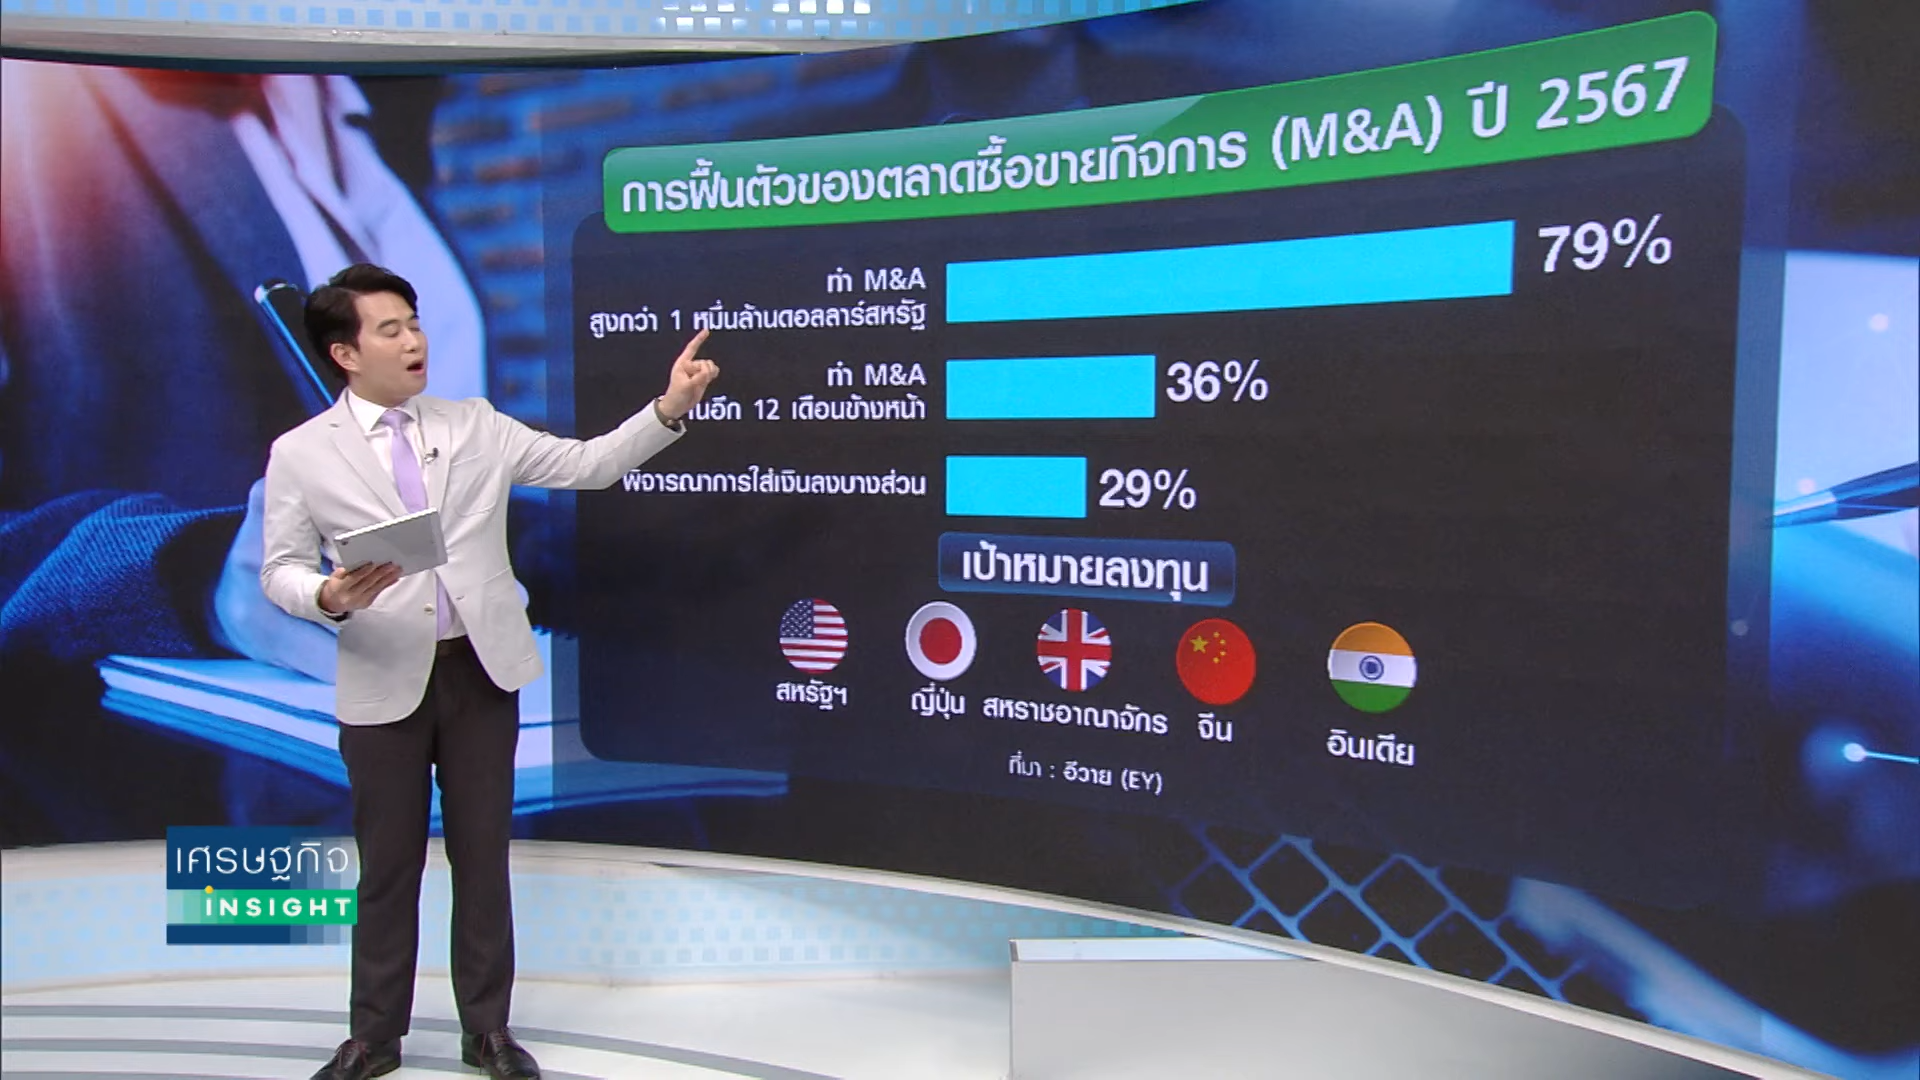 การฟื้นตัวของตลาดซื้อขายกิจการ (M&A) ปี 2567
ทำ M&A
สูงกว่า 1 หมื่นล้านดอลลาร์สหรัฐ
79%
ทำ M&A
อีก 12 เดือนข้างหน้า
36%
พิจารณาการใส่เงินลงบางส่วน
29%
เป้าหมายลงทุน
สหรัฐฯ
ญี่ปุ่น
สหราชอาณาจักร
จีน
อินเดีย
ที่มา : อีวาย (EY)
เศรษฐกิจ
iNSIGHT